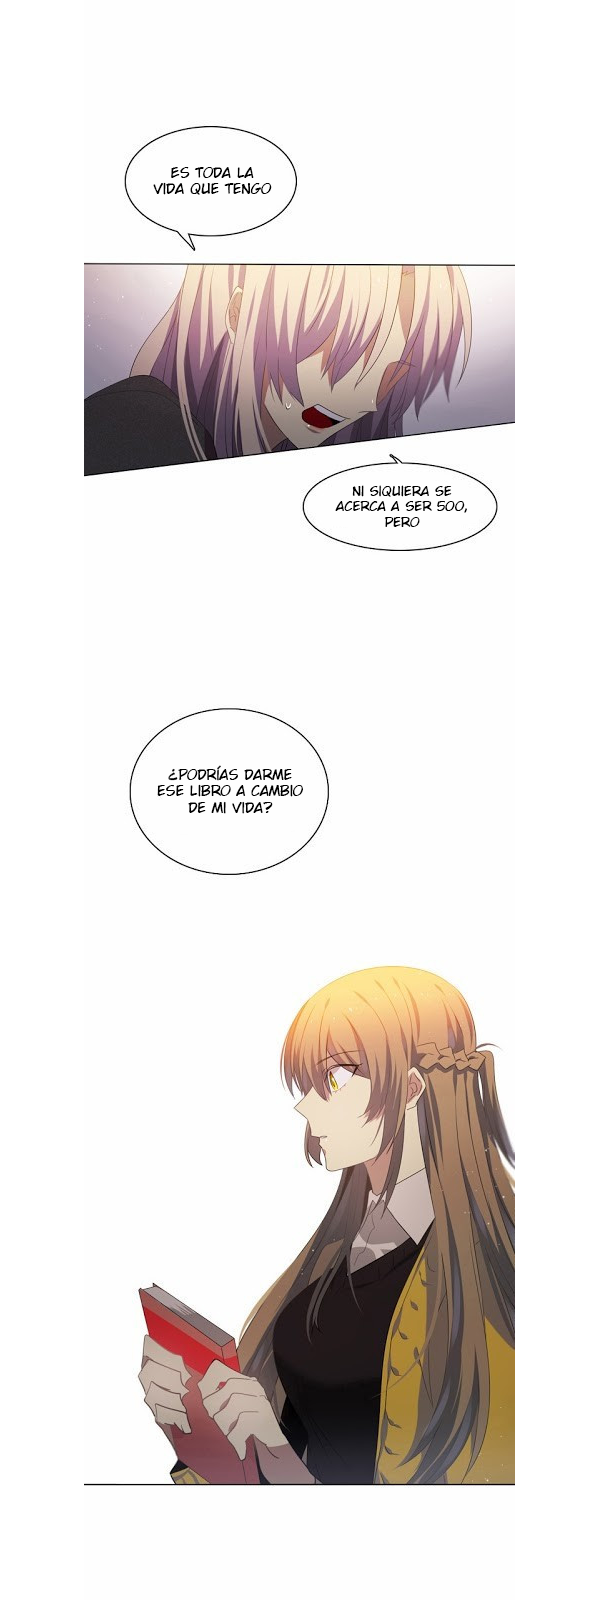 ES TODA LA
VIDA QUE TENGO
NI SIQUIERA SE
ACERCA A SER 500,
PERO
¿PODRÍAS DARME
ESE LIBRO A CAMBIO
DE MI VIDA?